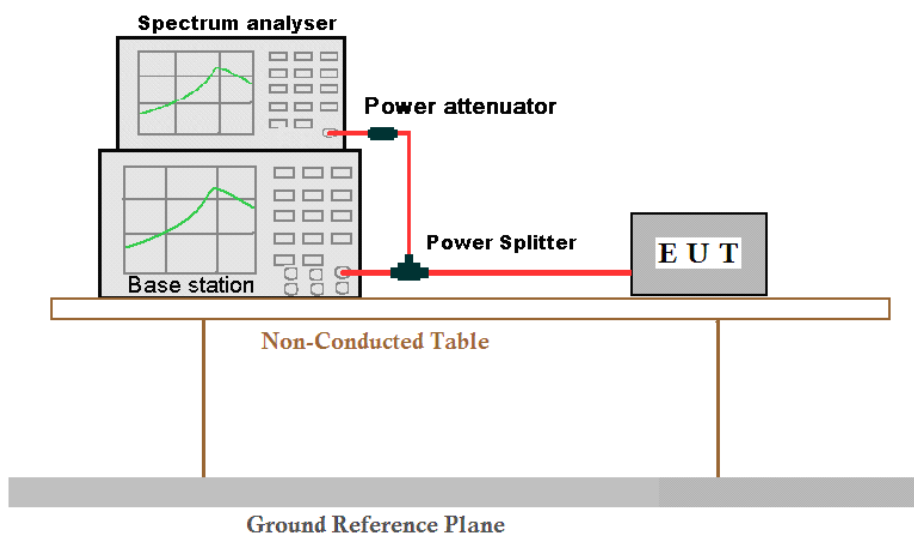 Spectrum analyser
Power attenuator
Power Splitter
E U T
Base station
Non-Conducted Table
Ground Reference Plane